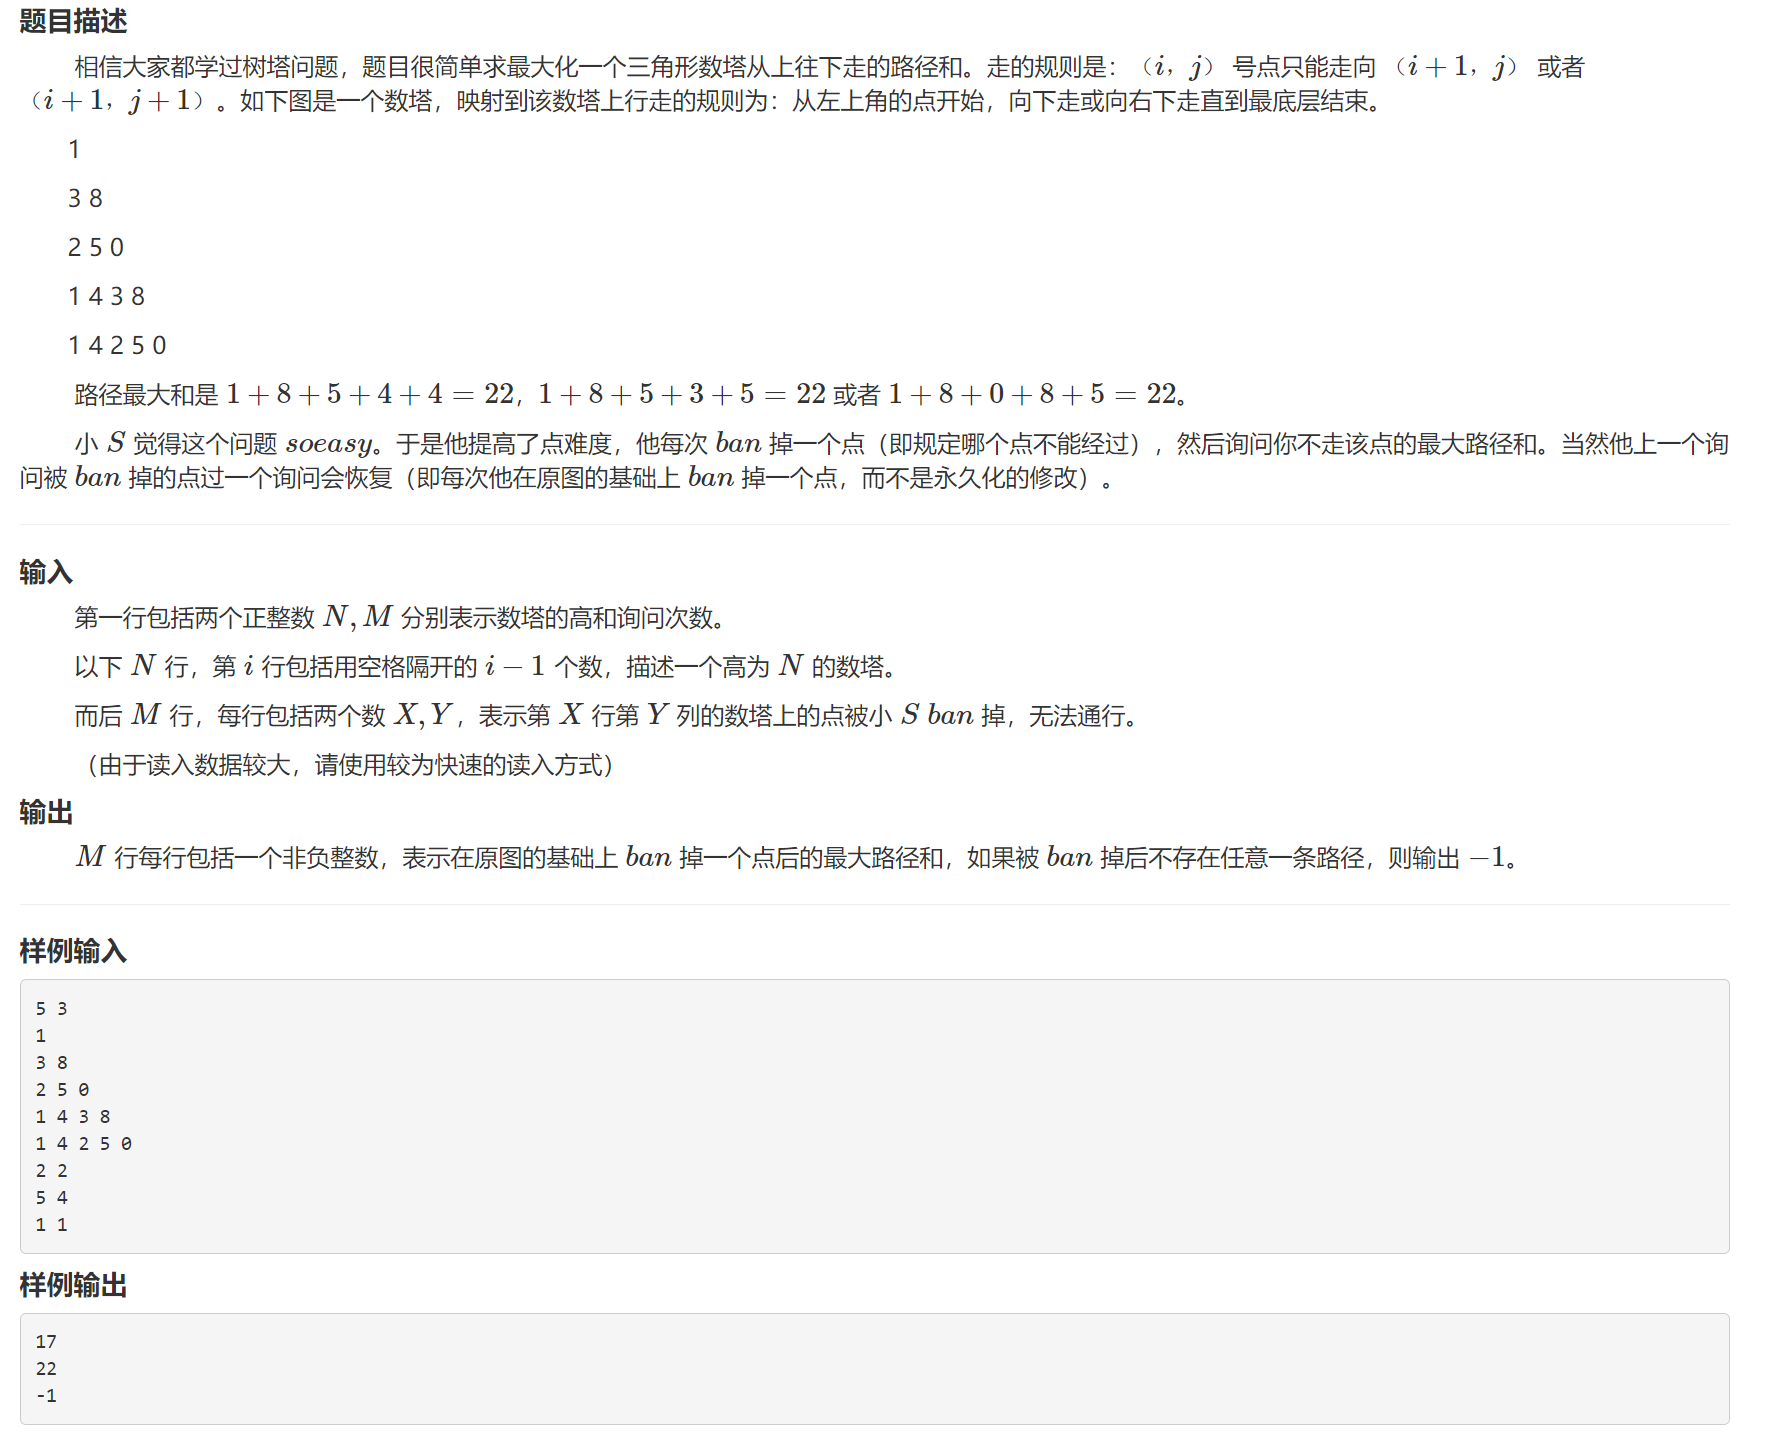 题目描述
相信大家都学过树塔问题，题目很简单求最大化一个三角形数塔从上往下走的路径和。走的规则是：（i，j） 号点只能走向 （i + 1，j） 或者
（i + 1，j + 1）。如下图是一个数塔，映射到该数塔上行走的规则为：从左上角的点开始，向下走或向右下走直到最底层结束。
1
3 8
2 5 0
1 4 3 8
1 4 2 5 0
路径最大和是 1 + 8 + 5 + 4 + 4 = 22，1 + 8 + 5 + 3 + 5 = 22 或者 1 + 8 + 0 + 8 + 5 = 22。
小 S 觉得这个问题 soeasy。于是他提高了点难度，他每次 ban 掉一个点（即规定哪个点不能经过），然后询问你不走该点的最大路径和。当然他上一个询
问被 ban 掉的点过一个询问会恢复（即每次他在原图的基础上 ban 掉一个点，而不是永久化的修改）。
输入
第一行包括两个正整数 N, M 分别表示数塔的高和询问次数。
以下 N 行，第 i 行包括用空格隔开的 i − 1 个数，描述一个高为 N 的数塔。
而后 M 行，每行包括两个数 X, Y，表示第 X 行第 Y 列的数塔上的点被小 S ban 掉，无法通行。
（由于读入数据较大，请使用较为快速的读入方式）
输出
M 行每行包括一个非负整数，表示在原图的基础上 ban 掉一个点后的最大路径和，如果被 ban 掉后不存在任意一条路径，则输出 −1。
样例输入
5 3
1
3 8
2 5 0
1 4 3 8
1 4 2 5 0
2 2
5 4
1 1
样例输出
17
22
-1